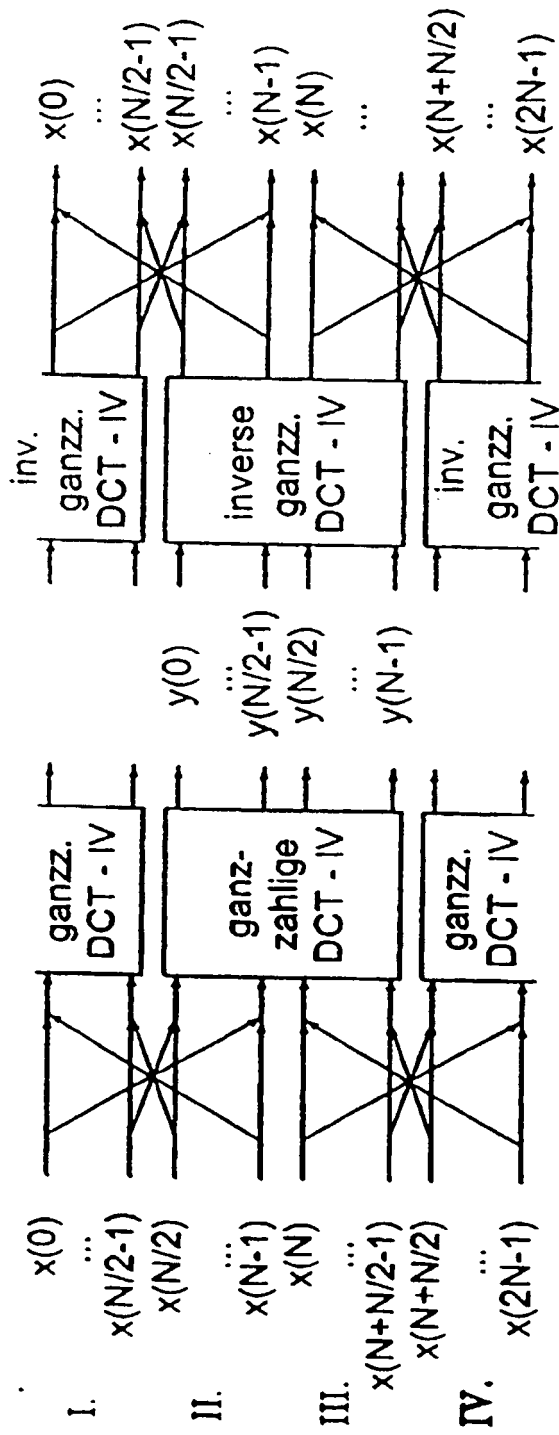 I.
II.
III.
IV.
x(0)
...
x(N/2-1)
x(N/2)
...
x(N-1)
x(N)
...
x(N+N/2-1)
x(N+N/2)
...
x(2N-1)
ganzz.
DCT - IV
ganz-
zahlige
DCT - IV
ganzz.
DCT - IV
y(0)
...
y(N/2-1)
y(N/2)
...
y(N-1)
inv.
ganzz.
DCT - IV
inverse
ganzz.
DCT - IV
inv.
ganzz.
DCT - IV
x(0)
...
x(N/2-1)
x(N/2-1)
...
x(N-1)
x(N)
...
x(N+N/2)
...
x(2N-1)